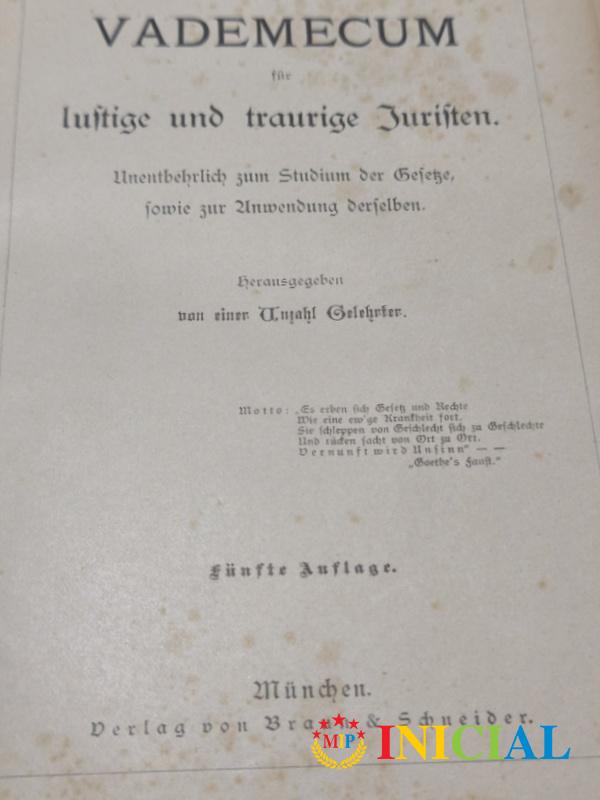 VADEMECUM
für
luſtige und traurige Juriſten.
Unentbehrlich zum Studium der Geſetze,
ſowie zur Anwendung derſelben.
Herausgegeben
von einer Unzahl Gelehrter.
Motto: „Es erben ſich Geſetz und Rechte
Wie eine ew'ge Krankheit fort.
Sie ſchleppen von Geſchlecht ſich zu Geſchlechte
Und rücken ſacht von Ort zu Ort.
Vernunft wird Unſinn" — —
„Goethe's Fauſt."
Fünfte Auflage.
München.
Verlag von Braun & Schneider.
MJP INICIAL